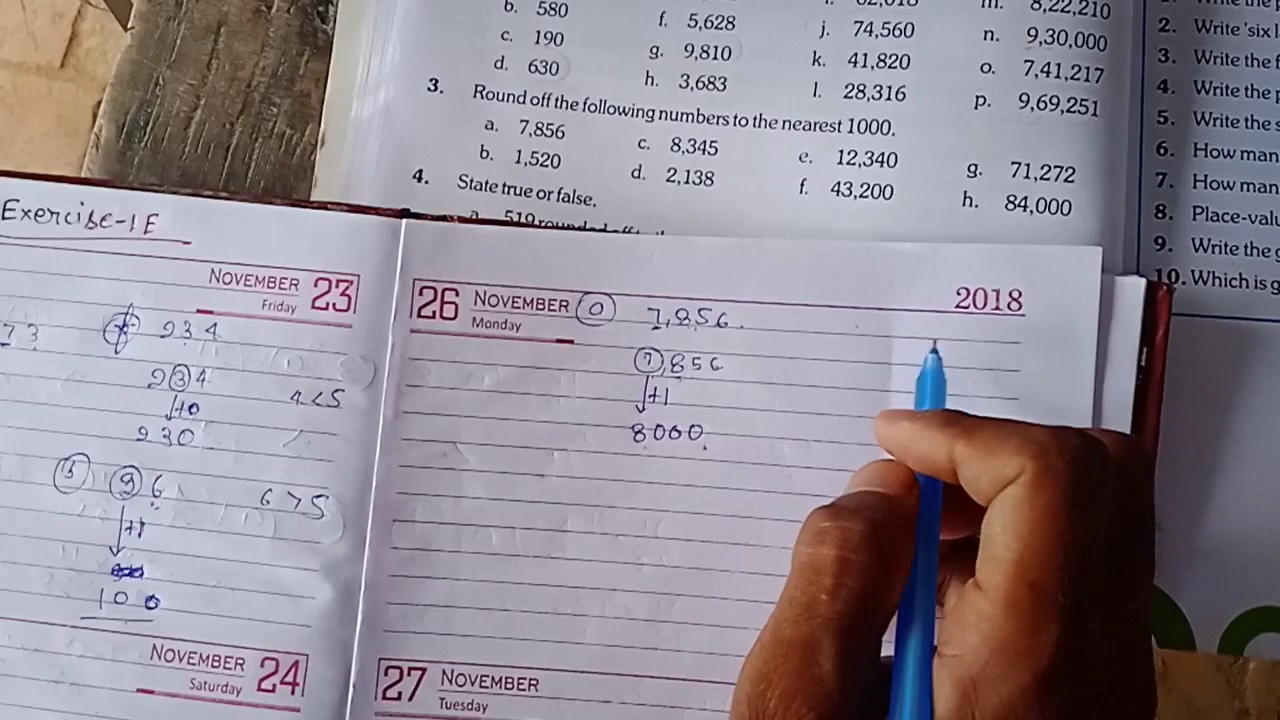 b. 580 f. 5,628 j. 74,560 m. 8,22,210
c. 190 g. 9,810 k. 41,820 n. 9,30,000
d. 630 h. 3,683 l. 28,316 o. 7,41,217
p. 9,69,251
3. Round off the following numbers to the nearest 1000.
a. 7,856 c. 8,345 e. 12,340 g. 71,272
b. 1,520 d. 2,138 f. 43,200 h. 84,000
4. State true or false.
a. 519 rounded off
2. Write 'six l
3. Write the f
4. Write the p
5. Write the s
6. How man
7. How man
8. Place-valu
9. Write the g
10. Which is g
Exercise-1E
NOVEMBER 23
Friday
73 234
234 4<5
+0
230
5 96 6>5
+1
100
NOVEMBER 24
Saturday
26 NOVEMBER 2018
Monday
7,856.
7,856
+1
8000.
27 NOVEMBER
Tuesday